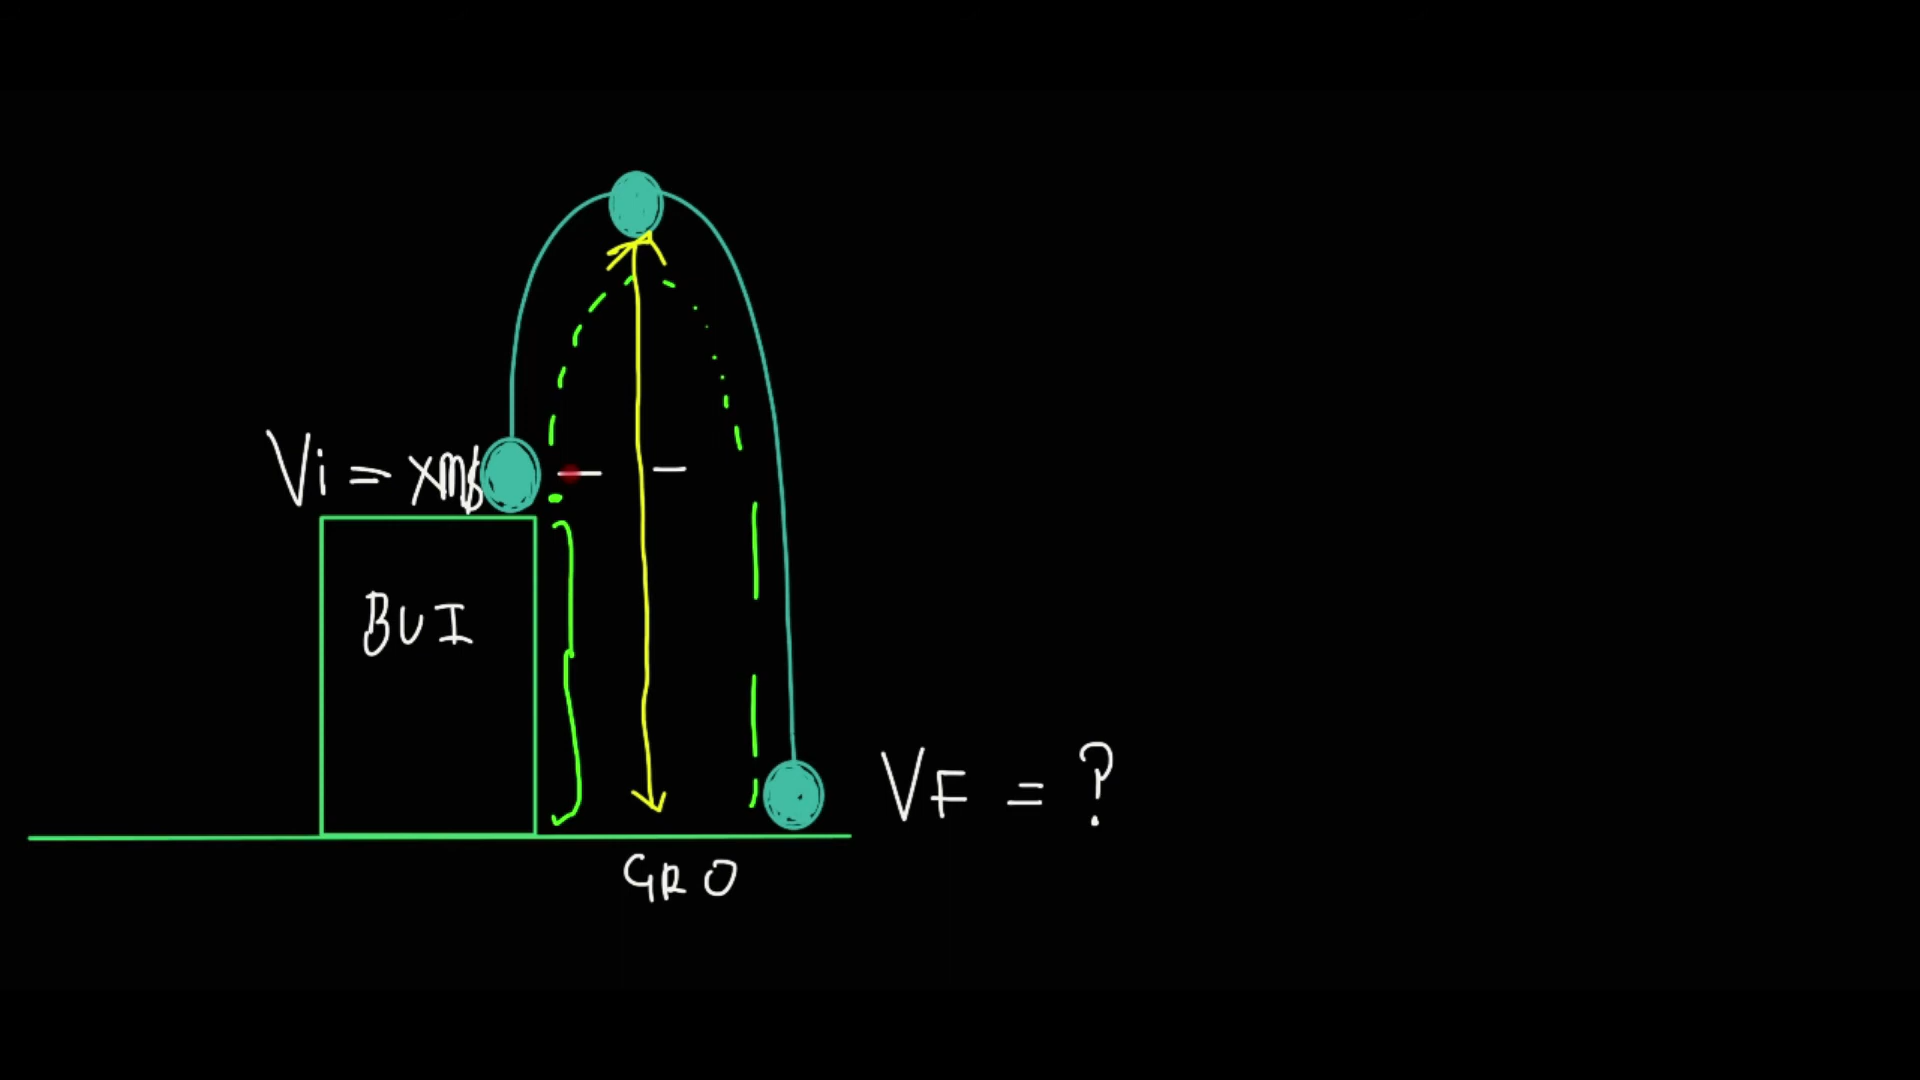 Vi = xm/s
BUI
VF = ?
GRO